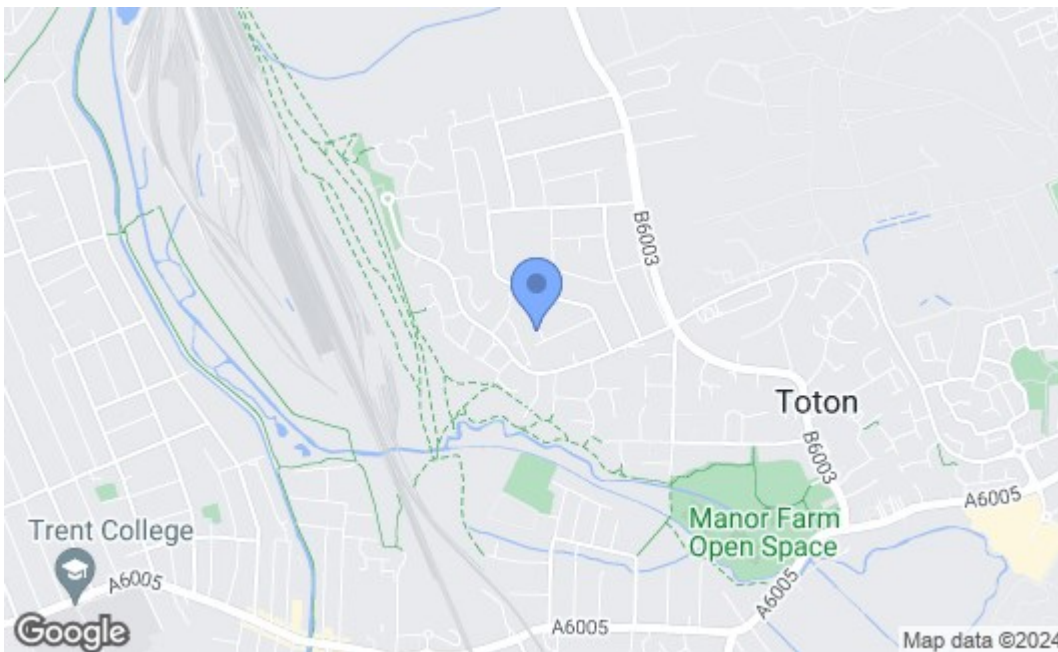 B6003
Toton
B6003
A6005
Manor Farm
Open Space
Trent College
A6005
A6005
A6005
Google
Map data ©2024